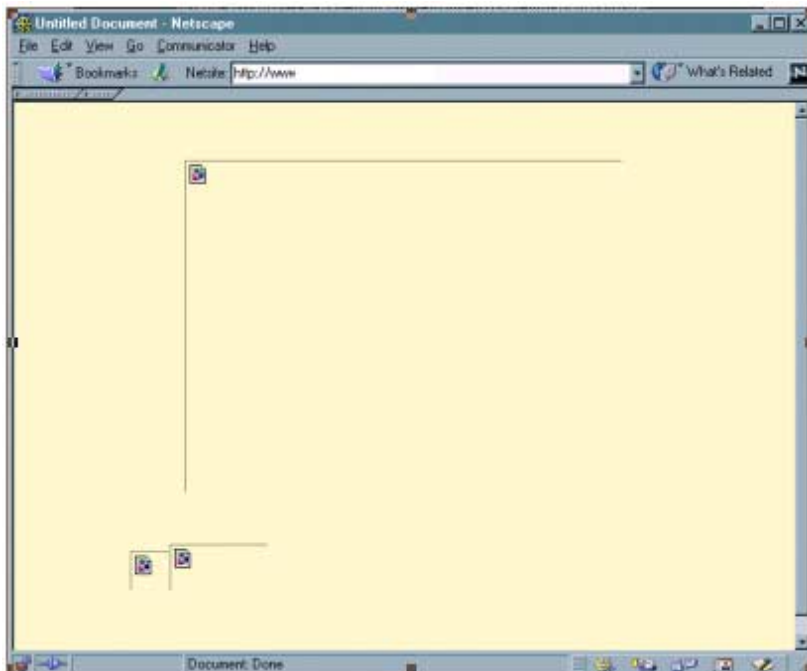 Untitled Document - Netscape
File Edit View Go Communicator Help
Bookmarks Netsite: http://www What's Related
Document: Done